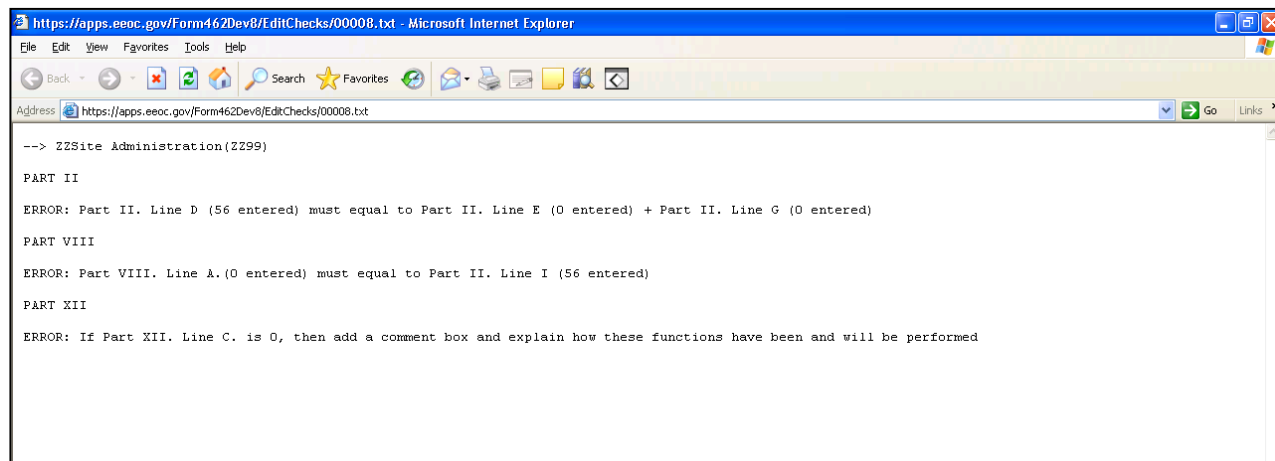 https://apps.eeoc.gov/Form462Dev8/EditChecks/00008.txt - Microsoft Internet Explorer
File Edit View Favorites Tools Help
Back Search Favorites
Address https://apps.eeoc.gov/Form462Dev8/EditChecks/00008.txt Go Links
--> ZZSite Administration(ZZ99)
PART II
ERROR: Part II. Line D (56 entered) must equal to Part II. Line E (0 entered) + Part II. Line G (0 entered)
PART VIII
ERROR: Part VIII. Line A.(0 entered) must equal to Part II. Line I (56 entered)
PART XII
ERROR: If Part XII. Line C. is 0, then add a comment box and explain how these functions have been and will be performed